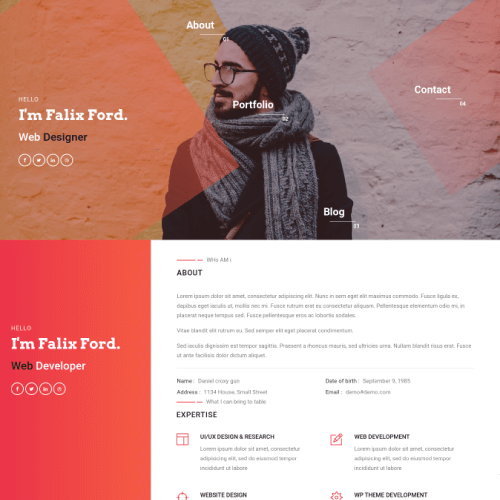 About
01
Contact
04
HELLO
I'm Falix Ford.
Portfolio
02
Web Designer
Blog
03
WHo AM i
ABOUT
Lorem ipsum dolor sit amet, consectetur adipiscing elit. Nunc in sem eget elit maximus commodo. Fusce ligula ex,
dapibus eget iaculis ut, mollis nec mi. Fusce rutrum erat eu consectetur aliquam. Pellentesque elementum mi, in
placerat neque tempus sed. Fusce pellentesque eros ac lobortis sodales.
Vitae blandit elit rutrum eu. Sed semper elit eget placerat condimentum.
Sed iaculis dignissim est tempor sagittis. Praesent a rhoncus mauris, sed ultricies urna. Nullam in erat erat. Fusce
ut ante facilisis dolor dictum aliquet.
HELLO
I'm Falix Ford.
Web Developer
Name: Daniel croxy gun
Date of birth : September 9, 1985
Address : 1134 House, Small Street
Email : demo@demo.com
What I can bring to table
EXPERTISE
UI/UX DESIGN & RESEARCH
WEB DEVELOPMENT
Lorem ipsum dolor sit amet, consectetur
adipiscing elit, sed do eiusmod tempor
incididunt ut labore
Lorem ipsum dolor sit amet, consectetur
adipiscing elit, sed do eiusmod tempor
incididunt ut labore
WEBSITE DESIGN
WP THEME DEVELOPMENT